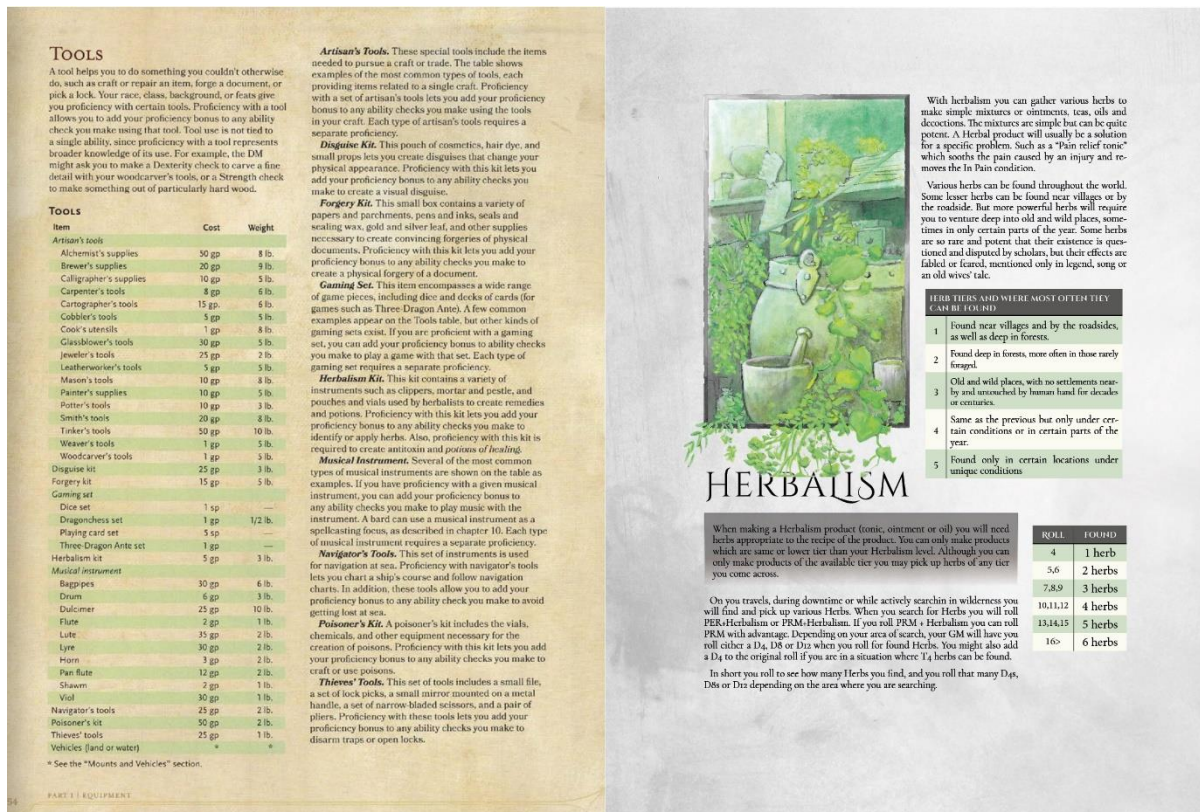 TOOLS
A tool helps you to do something you couldn't otherwise
do, such as craft or repair an item, forge a document, or
pick a lock. Your race, class, background, or feats give
you proficiency with certain tools. Proficiency with a tool
allows you to add your proficiency bonus to any ability
check you make using that tool. Tool use is not tied to
a single ability, since proficiency with a tool represents
broader knowledge of its use. For example, the DM
might ask you to make a Dexterity check to carve a fine
detail with your woodcarver's tools, or a Strength check
to make something out of particularly hard wood.
TOOLS
Item Cost Weight
Artisan's tools
Alchemist's supplies 50 gp 8 lb.
Brewer's supplies 20 gp 9 lb.
Calligrapher's supplies 10 gp 5 lb.
Carpenter's tools 8 gp 6 lb.
Cartographer's tools 15 gp. 6 lb.
Cobbler's tools 5 gp 5 lb.
Cook's utensils 1 gp 8 lb.
Glassblower's tools 30 gp 5 lb.
Jeweler's tools 25 gp 2 lb.
Leatherworker's tools 5 gp 5 lb.
Mason's tools 10 gp 8 lb.
Painter's supplies 10 gp 5 lb.
Potter's tools 10 gp 3 lb.
Smith's tools 20 gp 8 lb.
Tinker's tools 50 gp 10 lb.
Weaver's tools 1 gp 5 lb.
Woodcarver's tools 1 gp 5 lb.
Disguise kit 25 gp 3 lb.
Forgery kit 15 gp 5 lb.
Gaming set
Dice set 1 sp —
Dragonchess set 1 gp 1/2 lb.
Playing card set 5 sp —
Three-Dragon Ante set 1 gp —
Herbalism kit 5 gp 3 lb.
Musical instrument
Bagpipes 30 gp 6 lb.
Drum 6 gp 3 lb.
Dulcimer 25 gp 10 lb.
Flute 2 gp 1 lb.
Lute 35 gp 2 lb.
Lyre 30 gp 2 lb.
Horn 3 gp 2 lb.
Pan flute 12 gp 2 lb.
Shawm 2 gp 1 lb.
Viol 30 gp 1 lb.
Navigator's tools 25 gp 2 lb.
Poisoner's kit 50 gp 2 lb.
Thieves' tools 25 gp 1 lb.
Vehicles (land or water) * *
* See the "Mounts and Vehicles" section.
Artisan's Tools. These special tools include the items
needed to pursue a craft or trade. The table shows
examples of the most common types of tools, each
providing items related to a single craft. Proficiency
with a set of artisan's tools lets you add your proficiency
bonus to any ability checks you make using the tools
in your craft. Each type of artisan's tools requires a
separate proficiency.
Disguise Kit. This pouch of cosmetics, hair dye, and
small props lets you create disguises that change your
physical appearance. Proficiency with this kit lets you
add your proficiency bonus to any ability checks you
make to create a visual disguise.
Forgery Kit. This small box contains a variety of
papers and parchments, pens and inks, seals and
sealing wax, gold and silver leaf, and other supplies
necessary to create convincing forgeries of physical
documents. Proficiency with this kit lets you add your
proficiency bonus to any ability checks you make to
create a physical forgery of a document.
Gaming Set. This item encompasses a wide range
of game pieces, including dice and decks of cards (for
games such as Three-Dragon Ante). A few common
examples appear on the Tools table, but other kinds of
gaming sets exist. If you are proficient with a gaming
set, you can add your proficiency bonus to ability checks
you make to play a game with that set. Each type of
gaming set requires a separate proficiency.
Herbalism Kit. This kit contains a variety of
instruments such as clippers, mortar and pestle, and
pouches and vials used by herbalists to create remedies
and potions. Proficiency with this kit lets you add your
proficiency bonus to any ability checks you make to
identify or apply herbs. Also, proficiency with this kit is
required to create antitoxin and potions of healing.
Musical Instrument. Several of the most common
types of musical instruments are shown on the table as
examples. If you have proficiency with a given musical
instrument, you can add your proficiency bonus to
any ability checks you make to play music with the
instrument. A bard can use a musical instrument as a
spellcasting focus, as described in chapter 10. Each type
of musical instrument requires a separate proficiency.
Navigator's Tools. This set of instruments is used
for navigation at sea. Proficiency with navigator's tools
lets you chart a ship's course and follow navigation
charts. In addition, these tools allow you to add your
proficiency bonus to any ability check you make to avoid
getting lost at sea.
Poisoner's Kit. A poisoner's kit includes the vials,
chemicals, and other equipment necessary for the
creation of poisons. Proficiency with this kit lets you add
your proficiency bonus to any ability checks you make to
craft or use poisons.
Thieves' Tools. This set of tools includes a small file,
a set of lock picks, a small mirror mounted on a metal
handle, a set of narrow-bladed scissors, and a pair of
pliers. Proficiency with these tools lets you add your
proficiency bonus to any ability checks you make to
disarm traps or open locks.
PART 1 | EQUIPMENT
With herbalism you can gather various herbs to
make simple mixtures or ointments, teas, oils and
decoctions. The mixtures are simple but can be quite
potent. A Herbal product will usually be a solution
for a specific problem. Such as a "Pain relief tonic"
which sooths the pain caused by an injury and re-
moves the In Pain condition.
Various herbs can be found throughout the world.
Some lesser herbs can be found near villages or by
the roadside. But more powerful herbs will require
you to venture deep into old and wild places, some-
times in only certain parts of the year. Some herbs
are so rare and potent that their existence is ques-
tioned and disputed by scholars, but their effects are
fabled or feared, mentioned only in legend, song or
an old wives' tale.
HERB TIERS AND WHERE MOST OFTEN THEY
CAN BE FOUND
1 Found near villages and by the roadsides,
as well as deep in forests.
2 Found deep in forests, more often in those rarely
foraged.
3 Old and wild places, with no settlements near-
by and untouched by human hand for decades
or centuries.
4 Same as the previous but only under cer-
tain conditions or in certain parts of the
year.
5 Found only in certain locations under
unique conditions
HERBALISM
When making a Herbalism product (tonic, ointment or oil) you will need
herbs appropriate to the recipe of the product. You can only make products
which are same or lower tier than your Herbalism level. Although you can
only make products of the available tier you may pick up herbs of any tier
you come across.
On you travels, during downtime or while actively searchin in wilderness you
will find and pick up various Herbs. When you search for Herbs you will roll
PER+Herbalism or PRM+Herbalism. If you roll PRM + Herbalism you can roll
PRM with advantage. Depending on your area of search, your GM will have you
roll either a D4, D8 or D12 when you roll for found Herbs. You might also add
a D4 to the original roll if you are in a situation where T4 herbs can be found.
In short you roll to see how many Herbs you find, and you roll that many D4s,
D8s or D12 depending on the area where you are searching.
ROLL FOUND
4 1 herb
5,6 2 herbs
7,8,9 3 herbs
10,11,12 4 herbs
13,14,15 5 herbs
16> 6 herbs